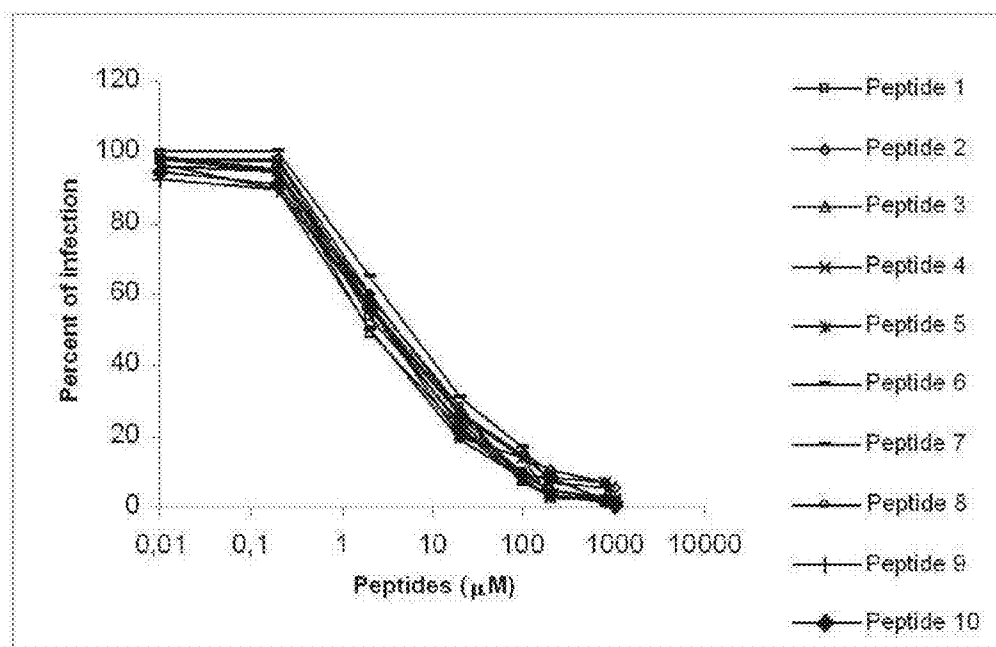 120
100
80
60
40
20
0
Percent of infection
0,01 0,1 1 10 100 1000 10000
Peptides (µM)
Peptide 1
Peptide 2
Peptide 3
Peptide 4
Peptide 5
Peptide 6
Peptide 7
Peptide 8
Peptide 9
Peptide 10